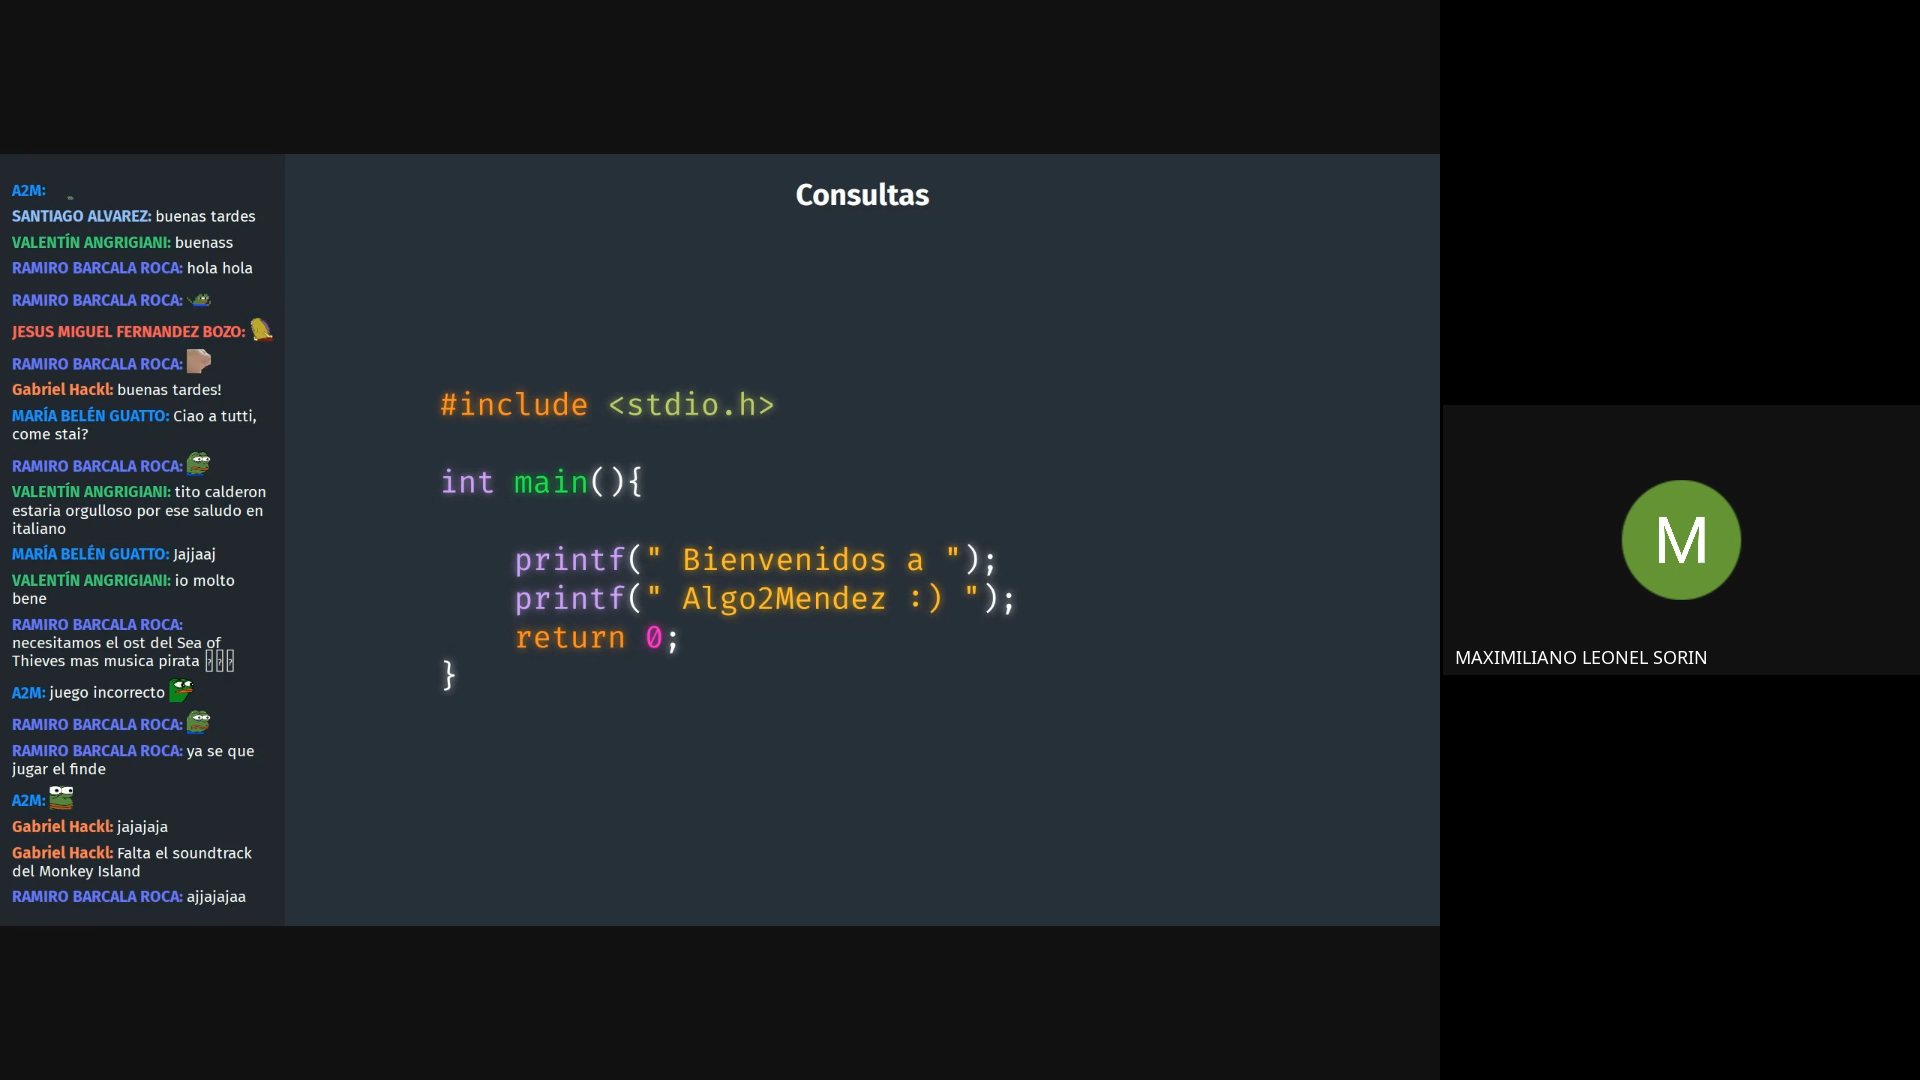 A2M:
SANTIAGO ALVAREZ: buenas tardes
VALENTÍN ANGRIGIANI: buenass
RAMIRO BARCALA ROCA: hola hola
RAMIRO BARCALA ROCA:
JESUS MIGUEL FERNANDEZ BOZO:
RAMIRO BARCALA ROCA:
Gabriel Hackl: buenas tardes!
MARÍA BELÉN GUATTO: Ciao a tutti,
come stai?
RAMIRO BARCALA ROCA:
VALENTÍN ANGRIGIANI: tito calderon
estaria orgulloso por ese saludo en
italiano
MARÍA BELÉN GUATTO: Jajjaaj
VALENTÍN ANGRIGIANI: io molto
bene
RAMIRO BARCALA ROCA:
necesitamos el ost del Sea of
Thieves mas musica pirata
A2M: juego incorrecto
RAMIRO BARCALA ROCA:
RAMIRO BARCALA ROCA: ya se que
jugar el finde
A2M:
Gabriel Hackl: jajajaja
Gabriel Hackl: Falta el soundtrack
del Monkey Island
RAMIRO BARCALA ROCA: ajjajajaa
Consultas
#include <stdio.h>
int main(){
printf(" Bienvenidos a ");
printf(" Algo2Mendez :) ");
return 0;
}
M
MAXIMILIANO LEONEL SORIN